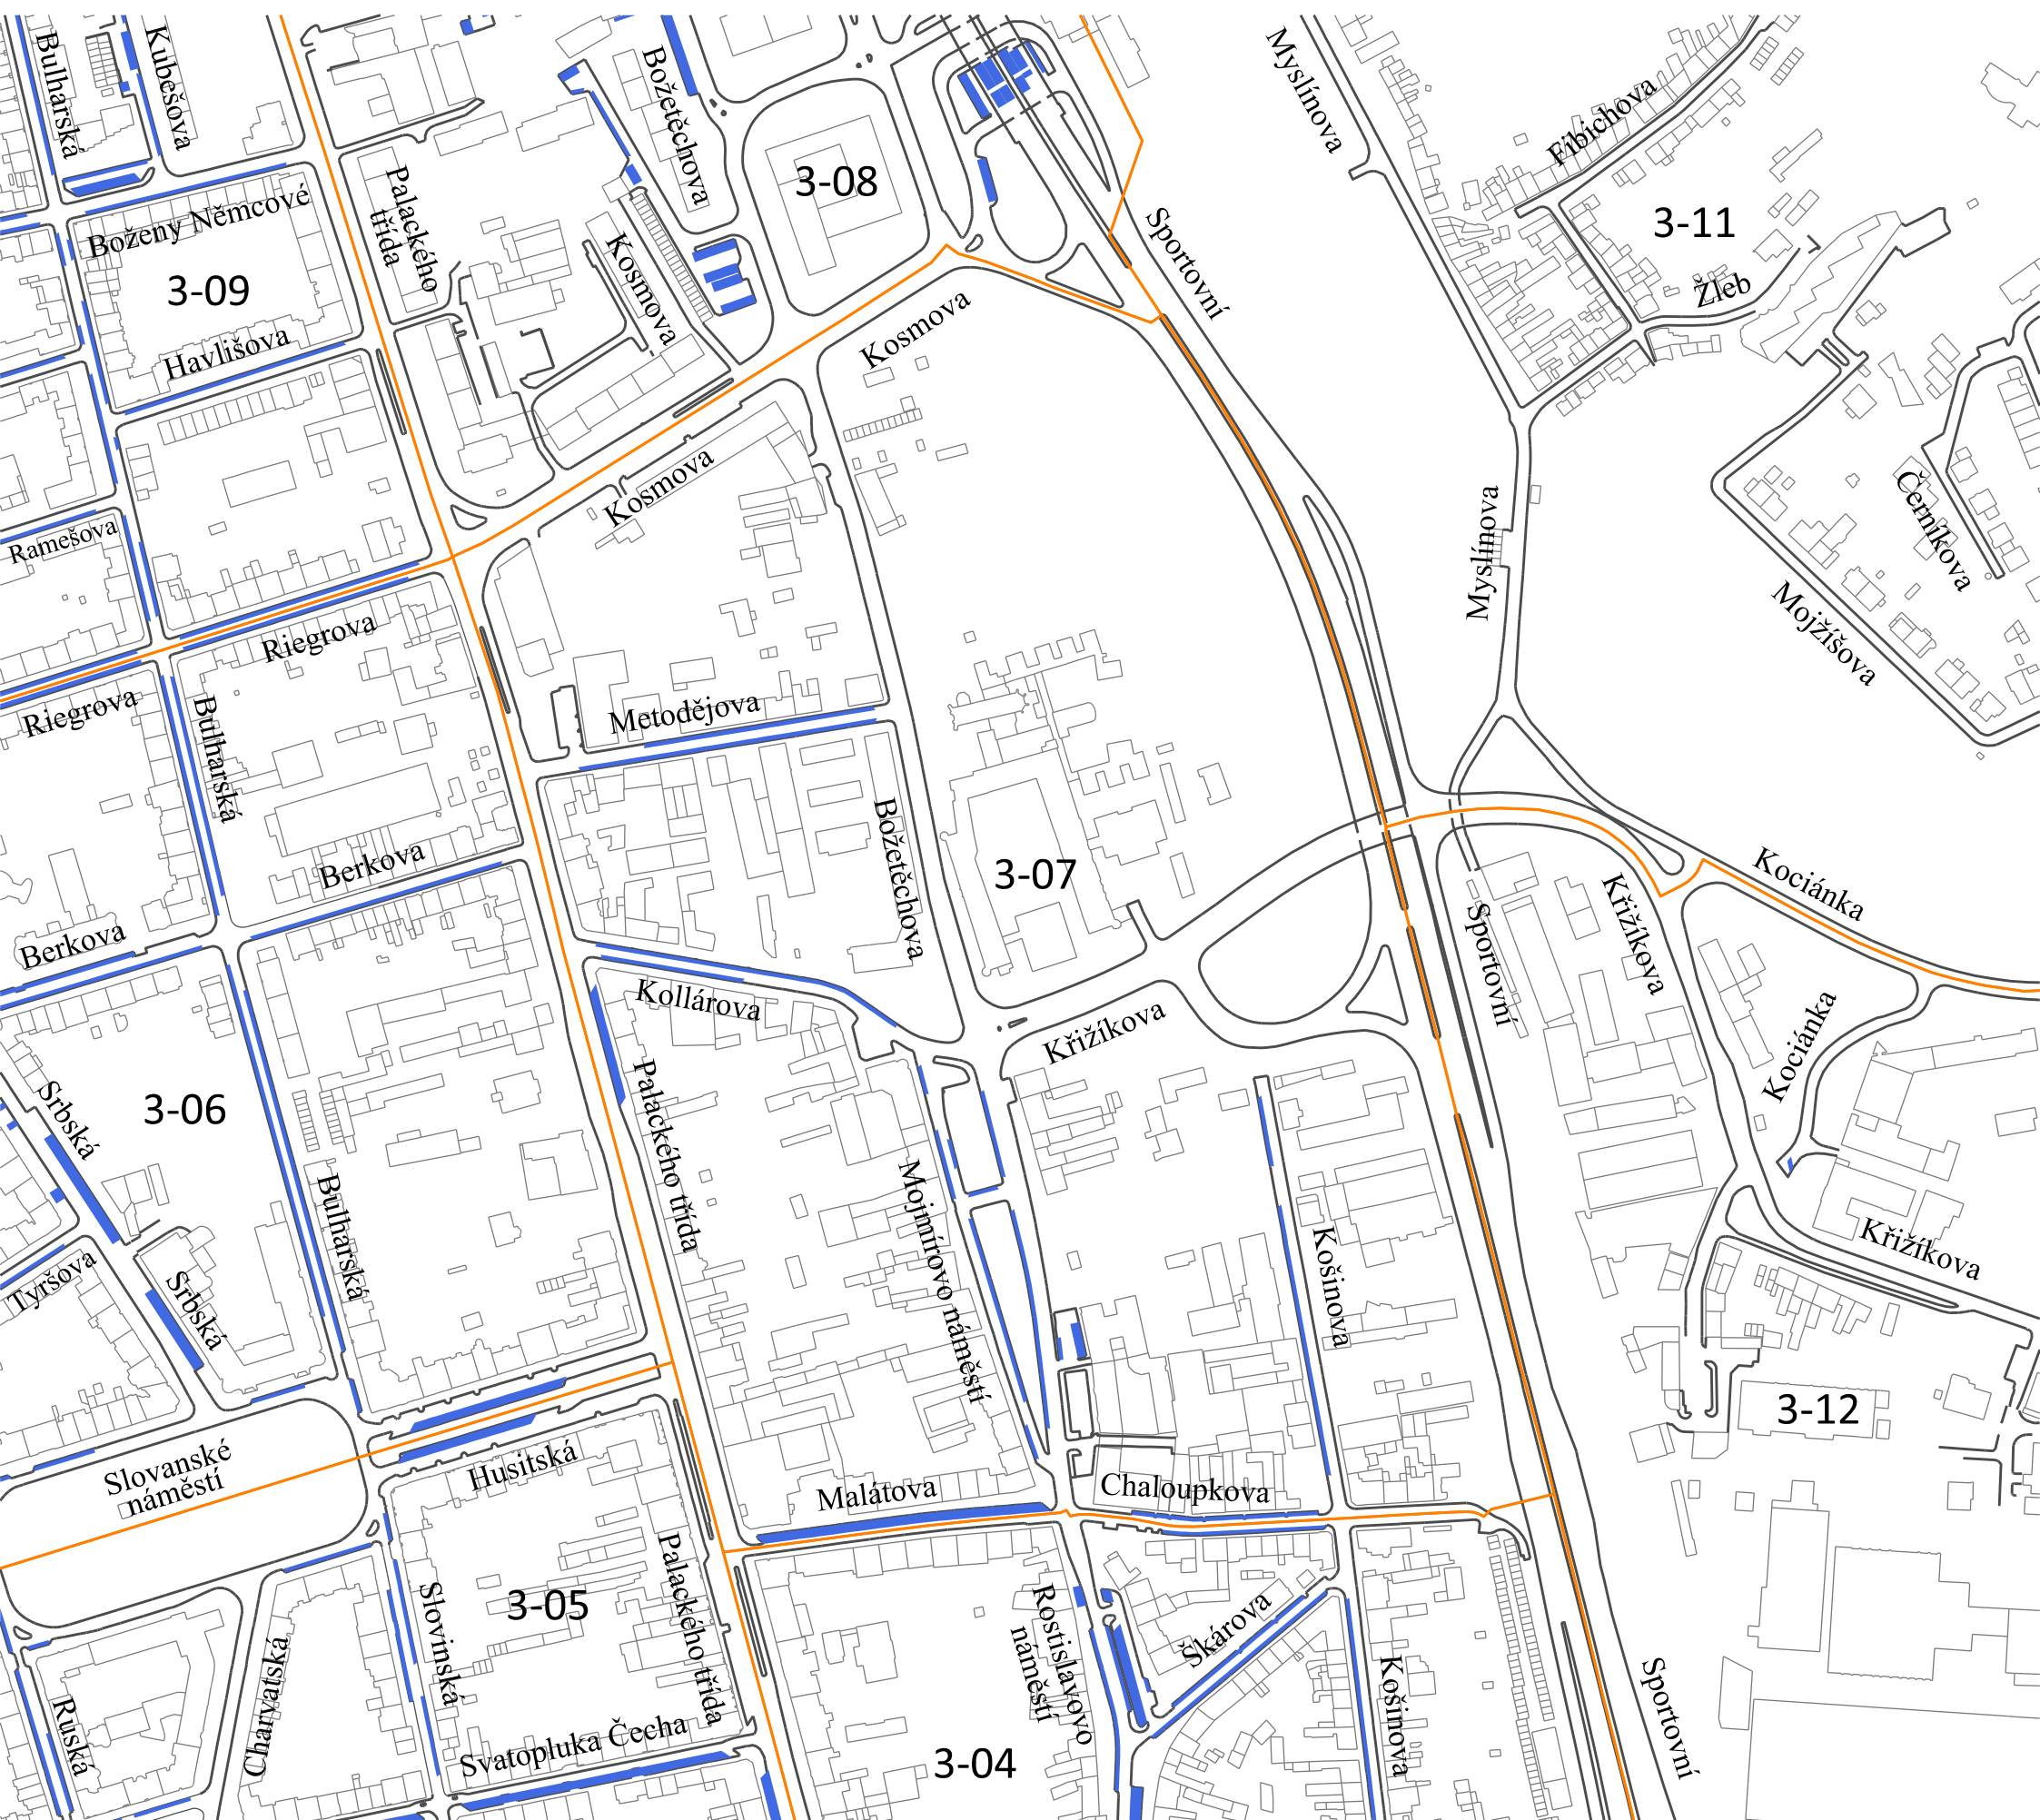 Bulharská
Kubešova
Božetěchova
Myslínova
Fibichova
3-08
Palackého
třída
Boženy Němcové
3-11
Sportovní
Kosmova
3-09
Žleb
Kosmova
Havlišova
Kosmova
Černíkova
Ramešova
Myslínova
Riegrova
Mojžíšova
Riegrova
Metodějova
Bulharská
Berkova
Božetěchova
3-07
Kociánka
Křižíkova
Sportovní
Berkova
Kollárova
Křižíkova
Kociánka
Srbská
3-06
Palackého třída
Mojmírovo náměstí
Bulharská
Košinova
Křižíkova
Tyršova
Srbská
3-12
Slovanské
náměstí
Husitská
Malátova
Chaloupkova
Palackého třída
3-05
Slovinská
Rostislavovo
náměstí
Škárova
Charvatská
Ruská
Košinova
Sportovní
Svatopluka Čecha
3-04